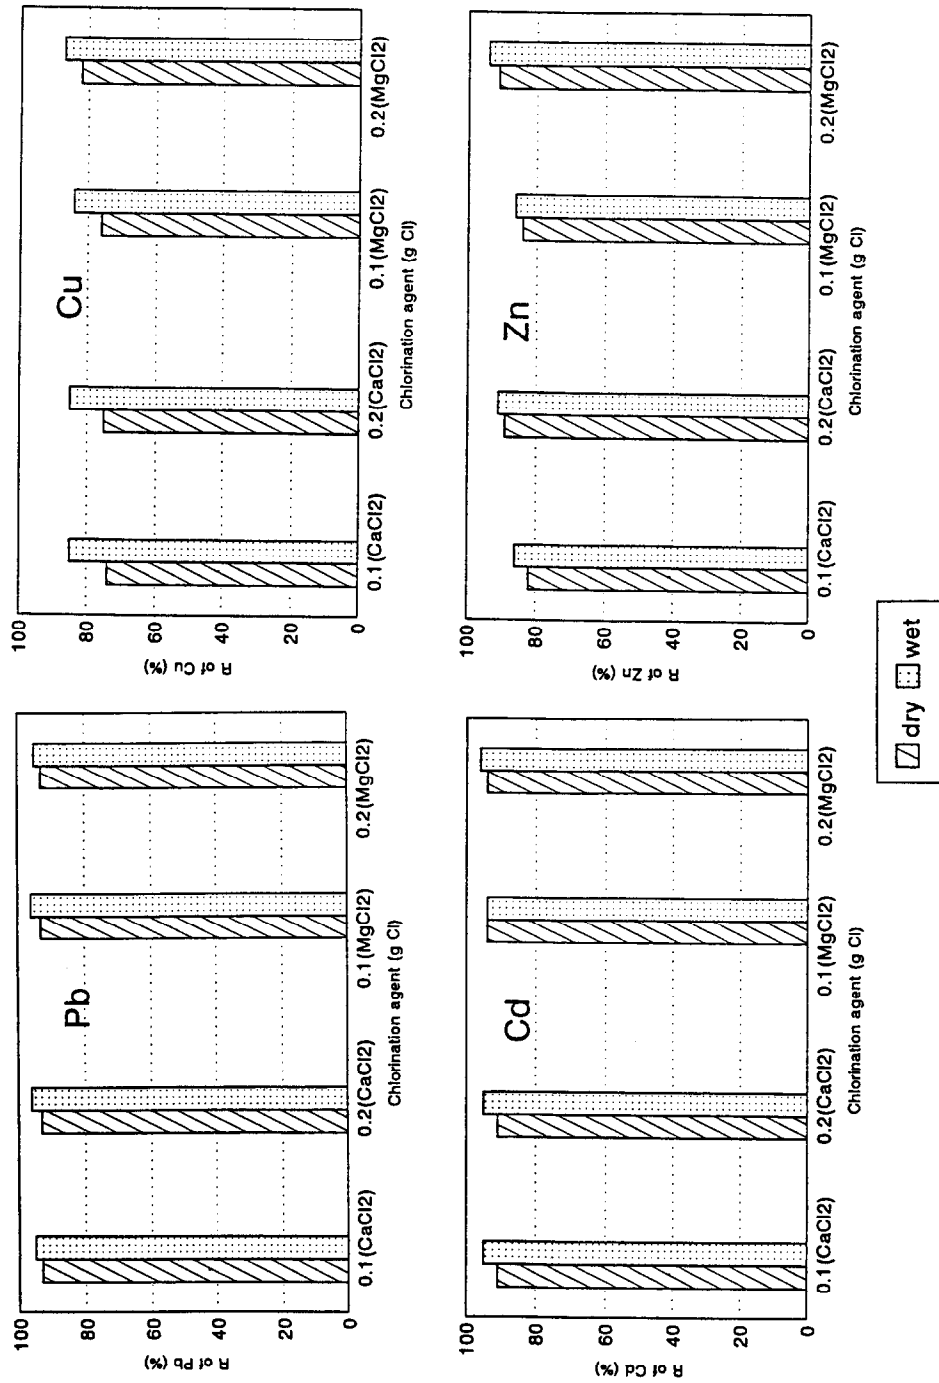 100
80
60
40
20
0
R of Pb (%)
Pb
0.1(CaCl2)
0.2(CaCl2)
0.1(MgCl2)
0.2(MgCl2)
Chlorination agent (g Cl)
100
80
60
40
20
0
R of Cu (%)
Cu
0.1(CaCl2)
0.2(CaCl2)
0.1(MgCl2)
0.2(MgCl2)
Chlorination agent (g Cl)
100
80
60
40
20
0
R of Cd (%)
Cd
0.1(CaCl2)
0.2(CaCl2)
0.1(MgCl2)
0.2(MgCl2)
Chlorination agent (g Cl)
100
80
60
40
20
0
R of Zn (%)
Zn
0.1(CaCl2)
0.2(CaCl2)
0.1(MgCl2)
0.2(MgCl2)
Chlorination agent (g Cl)
dry wet